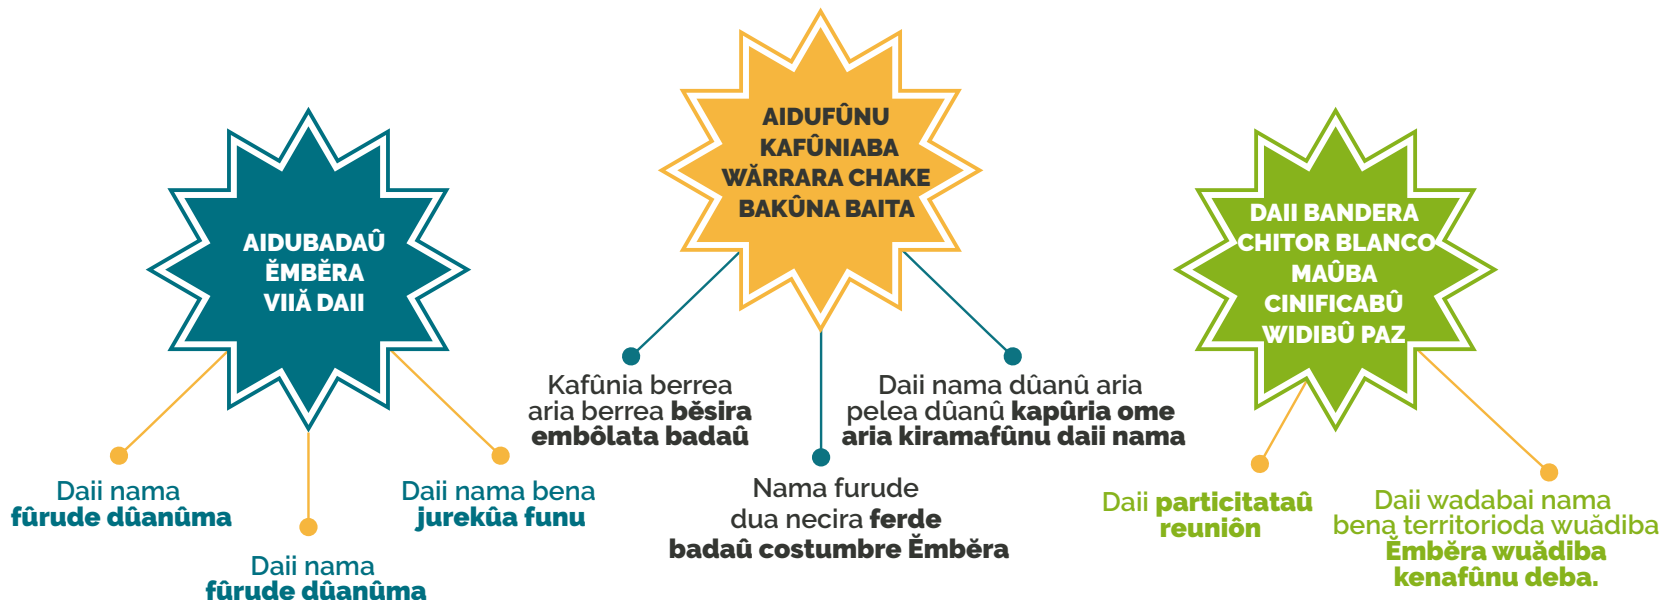 AIDUBADAÛ
ĔMBĔRA
VIIĂ DAII
Daii nama
fûrude dûanûma
Daii nama
fûrude dûanûma
Daii nama bena
jurekûa funu
AIDUFÛNU
KAFÛNIABA
WĂRRARA CHAKE
BAKÛNA BAITA
Kafûnia berrea
aria berrea bĕsira
embôlata badaû
Nama furude
dua necira ferde
badaû costumbre Ĕmbĕra
Daii nama dûanû aria
pelea dûanû kapûria ome
aria kiramafûnu daii nama
DAII BANDERA
CHITOR BLANCO
MAÛBA
CINIFICABÛ
WIDIBÛ PAZ
Daii particitataû
reuniôn
Daii wadabai nama
bena territorioda wuădiba
Ĕmbĕra wuădiba
kenafûnu deba.